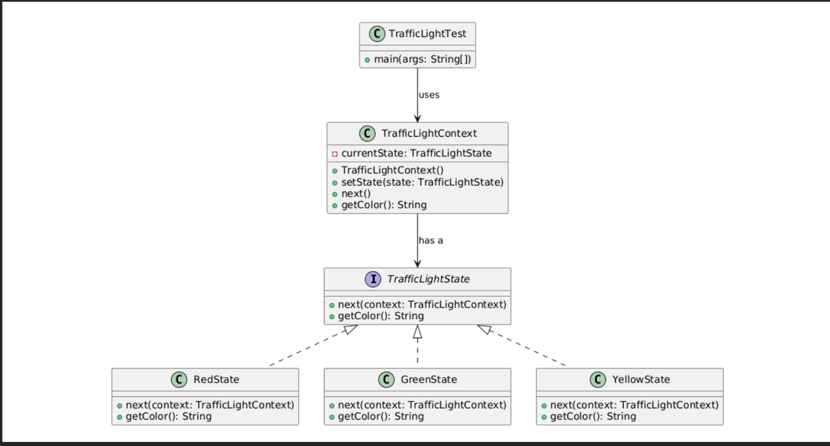 C TrafficLightTest
main(args: String[])
uses
C TrafficLightContext
currentState: TrafficLightState
TrafficLightContext()
setState(state: TrafficLightState)
next()
getColor(): String
has a
I TrafficLightState
next(context: TrafficLightContext)
getColor(): String
C RedState
next(context: TrafficLightContext)
getColor(): String
C GreenState
next(context: TrafficLightContext)
getColor(): String
C YellowState
next(context: TrafficLightContext)
getColor(): String